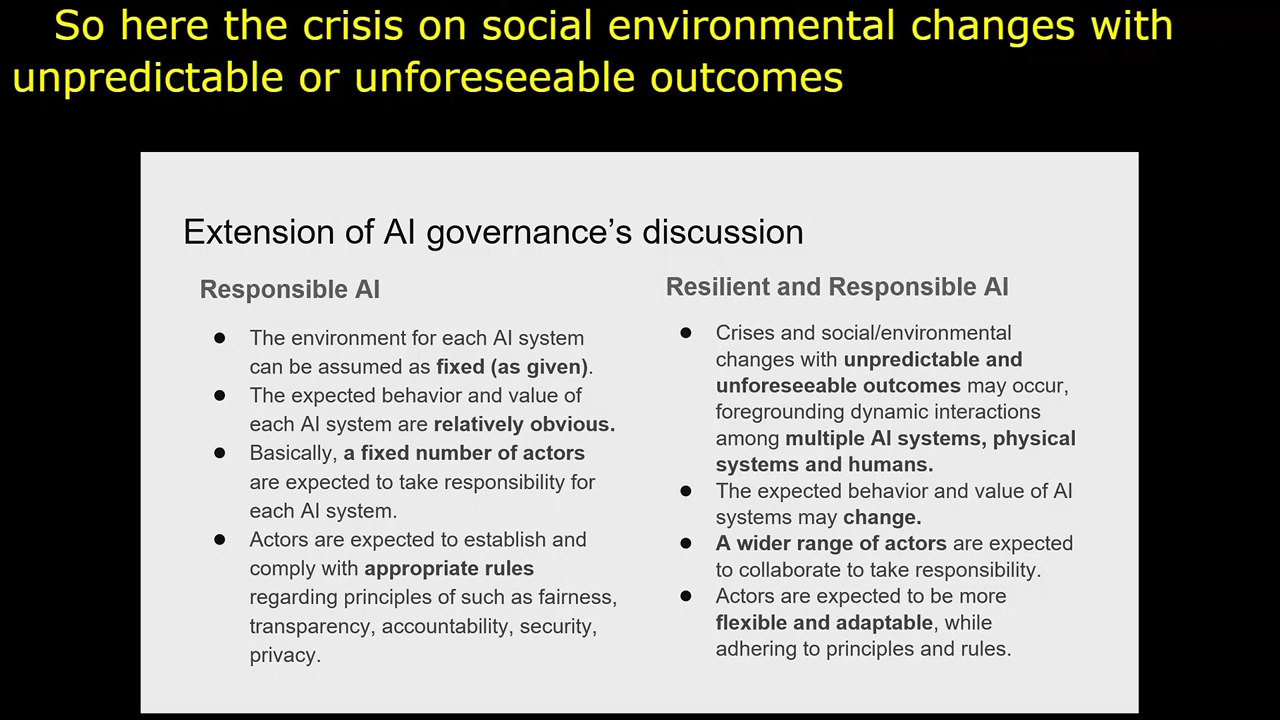 So here the crisis on social environmental changes with
unpredictable or unforeseeable outcomes
Extension of AI governance's discussion
Responsible AI
● The environment for each AI system
can be assumed as fixed (as given).
● The expected behavior and value of
each AI system are relatively obvious.
● Basically, a fixed number of actors
are expected to take responsibility for
each AI system.
● Actors are expected to establish and
comply with appropriate rules
regarding principles of such as fairness,
transparency, accountability, security,
privacy.
Resilient and Responsible AI
● Crises and social/environmental
changes with unpredictable and
unforeseeable outcomes may occur,
foregrounding dynamic interactions
among multiple AI systems, physical
systems and humans.
● The expected behavior and value of AI
systems may change.
● A wider range of actors are expected
to collaborate to take responsibility.
● Actors are expected to be more
flexible and adaptable, while
adhering to principles and rules.